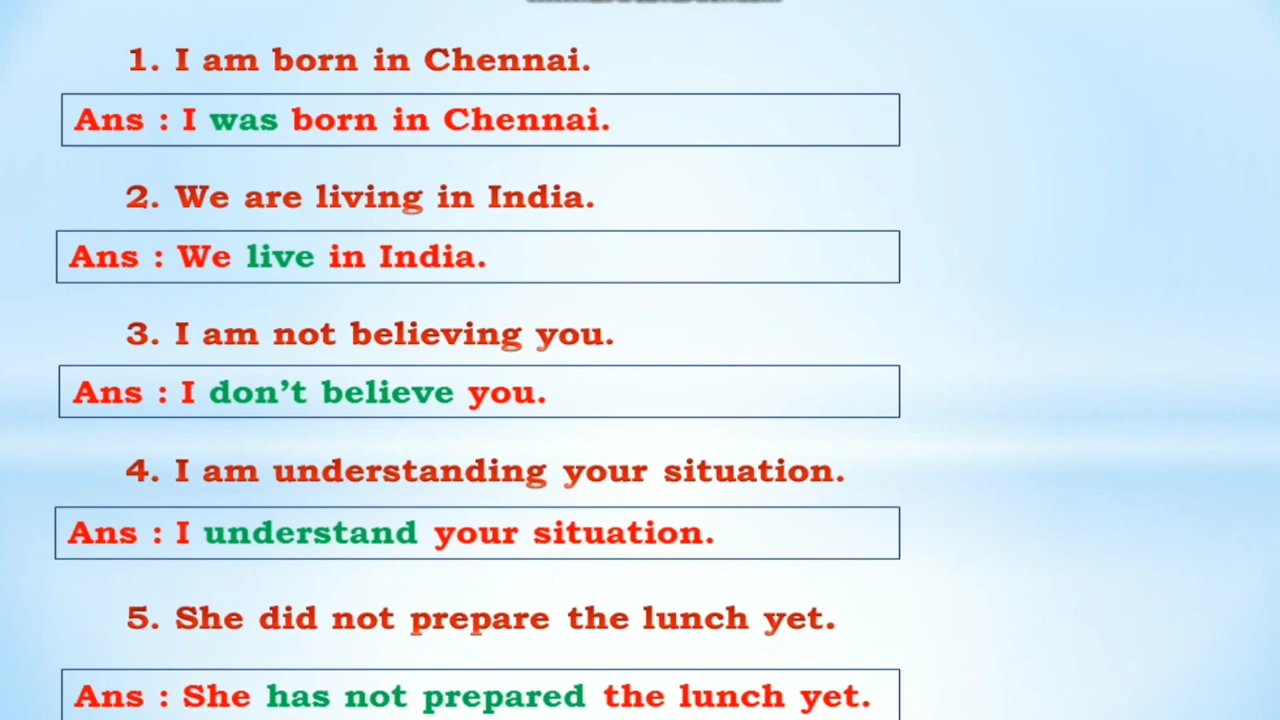 1. I am born in Chennai.
Ans : I was born in Chennai.
2. We are living in India.
Ans : We live in India.
3. I am not believing you.
Ans : I don't believe you.
4. I am understanding your situation.
Ans : I understand your situation.
5. She did not prepare the lunch yet.
Ans : She has not prepared the lunch yet.